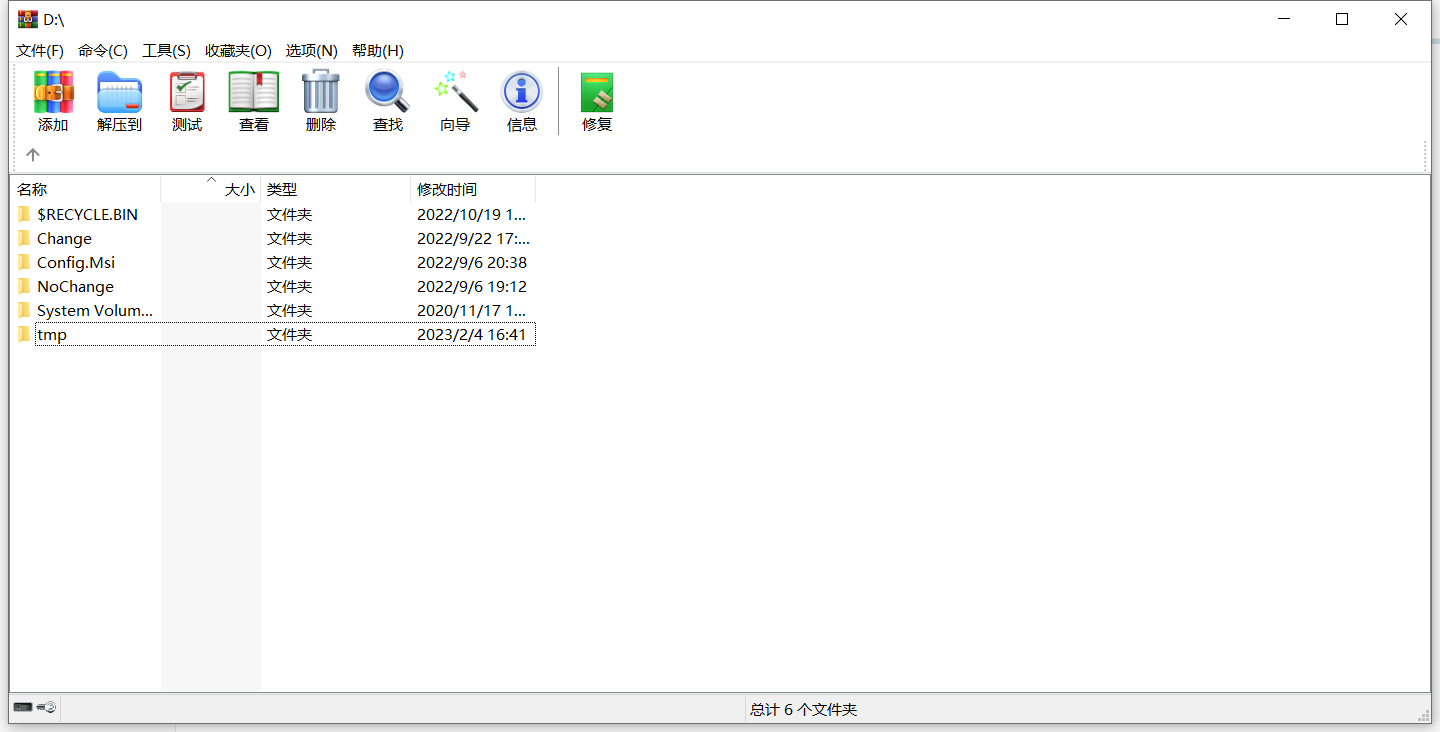 D:\
文件(F) 命令(C) 工具(S) 收藏夹(O) 选项(N) 帮助(H)
添加 解压到 测试 查看 删除 查找 向导 信息 修复
名称 大小 类型 修改时间
$RECYCLE.BIN 文件夹 2022/10/19 1...
Change 文件夹 2022/9/22 17:...
Config.Msi 文件夹 2022/9/6 20:38
NoChange 文件夹 2022/9/6 19:12
System Volum... 文件夹 2020/11/17 1...
tmp 文件夹 2023/2/4 16:41
总计 6 个文件夹